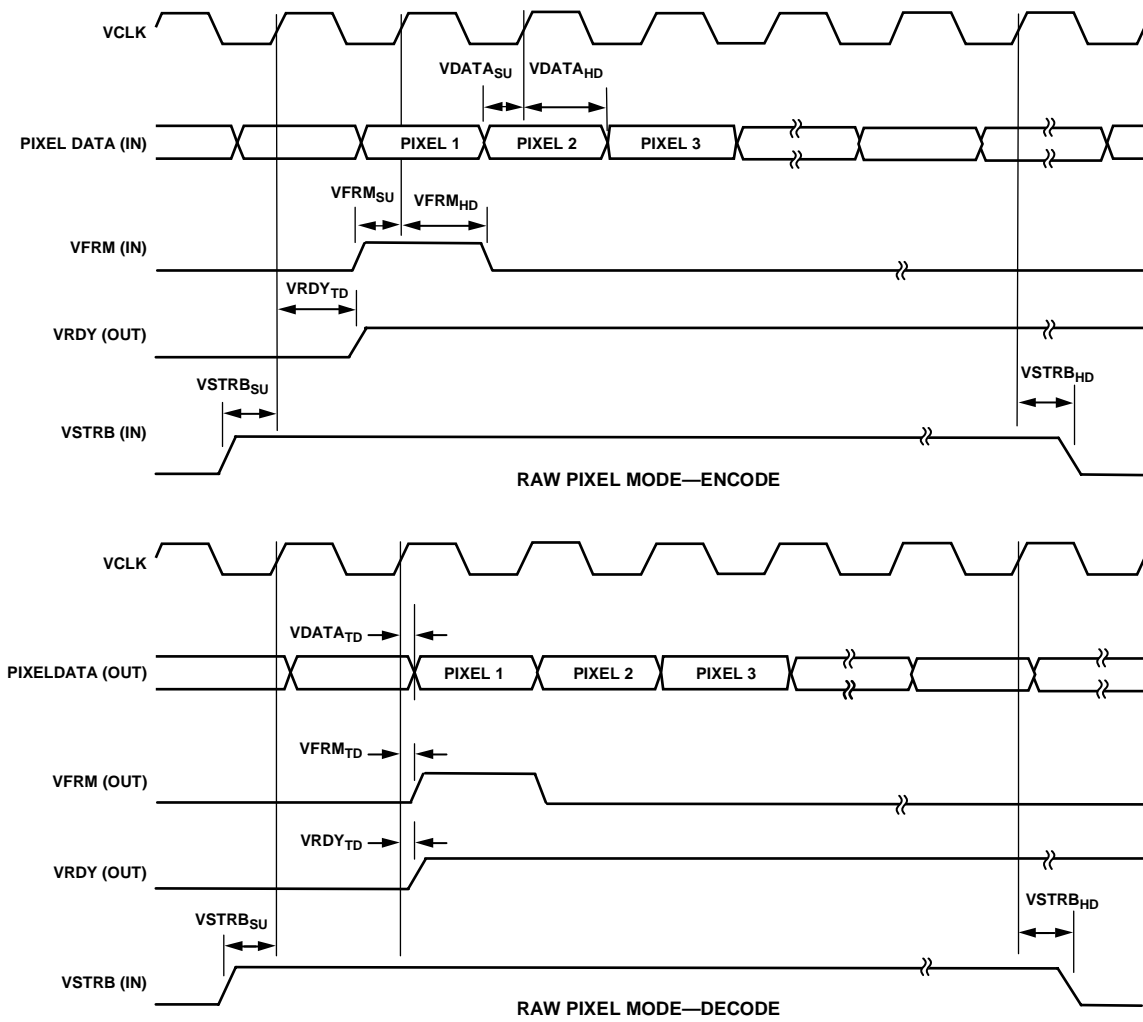 VCLK
VDATASU VDATAHD
PIXEL DATA (IN) PIXEL 1 PIXEL 2 PIXEL 3
VFRMSU VFRMHD
VFRM (IN)
VRDYTD
VRDY (OUT)
VSTRBSU VSTRBHD
VSTRB (IN)
RAW PIXEL MODE—ENCODE
VCLK
VDATATD
PIXELDATA (OUT) PIXEL 1 PIXEL 2 PIXEL 3
VFRMTD
VFRM (OUT)
VRDYTD
VRDY (OUT)
VSTRBSU VSTRBHD
VSTRB (IN)
RAW PIXEL MODE—DECODE